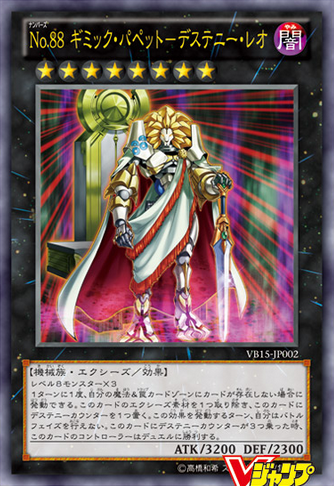 ナンバーズ
No.88 ギミック・パペット－デステニー・レオ
やみ
闇
VB15-JP002
【機械族・エクシーズ／効果】
レベル8モンスター×3
1ターンに1度、自分の魔法&罠カードゾーンにカードが存在しない場合に
発動できる。このカードのエクシーズ素材を1つ取り除き、このカードに
デステニーカウンターを1つ置く。この効果を発動するターン、自分はバトル
フェイズを行えない。このカードにデステニーカウンターが3つ乗った時、
このカードのコントローラーはデュエルに勝利する。
ATK/3200 DEF/2300
©高橋和希
Vジャンプ